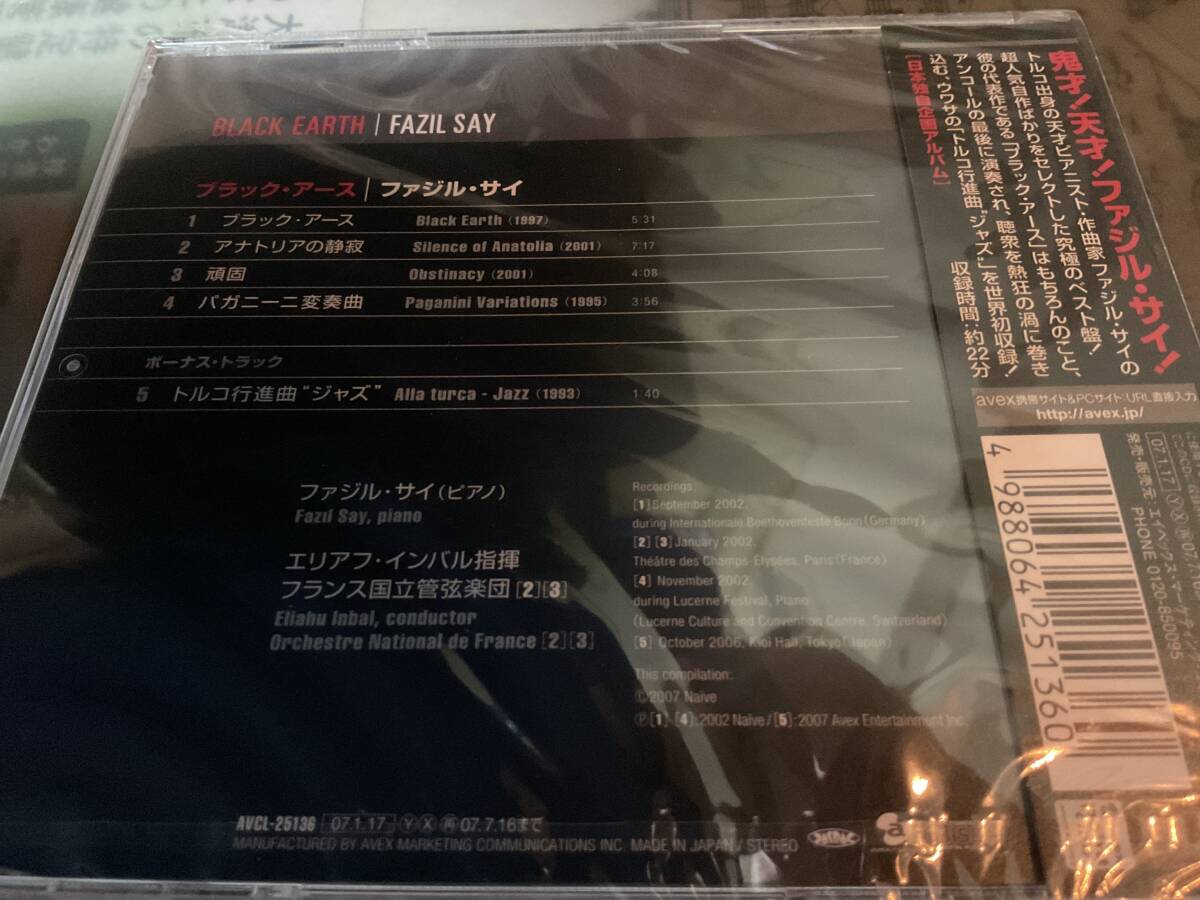 BLACK EARTH | FAZIL SAY
ブラック・アース | ファジル・サイ
1 ブラック・アース Black Earth (1997) 5:31
2 アナトリアの静寂 Silence of Anatolia (2001) 7:17
3 頑固 Obstinacy (2001) 4:08
4 パガニーニ変奏曲 Paganini Variations (1995) 3:56
ボーナス・トラック
5 トルコ行進曲"ジャズ" Alla turca - Jazz (1993) 1:40
ファジル・サイ(ピアノ)
Fazıl Say, piano
エリアフ・インバル指揮
フランス国立管弦楽団 [2][3]
Eliahu Inbal, conductor
Orchestre National de France [2][3]
Recordings:
[1] September 2002,
during Internationale Beethovenfeste Bonn (Germany)
[2] [3] January 2002,
Théâtre des Champs-Elysées, Paris (France)
[4] November 2002,
during Lucerne Festival, Piano
(Lucerne Culture and Convention Centre, Switzerland)
[5] October 2006, Kioi Hall, Tokyo (Japan)
This compilation:
©2007 Naïve
Ⓟ[1]-[4]: 2002 Naïve / [5]: 2007 Avex Entertainment Inc.
AVCL-25136 07.1.17 Ⓨ Ⓧ 再 07.7.16まで
MANUFACTURED BY AVEX MARKETING COMMUNICATIONS INC. MADE IN JAPAN / STEREO
鬼才!天才!ファジル・サイ!
トルコ出身の天才ピアニスト・作曲家ファジル・サイの
超人気自作ばかりをセレクトした究極のベスト盤!
彼の代表作である「ブラック・アース」はもちろんのこと、
アンコールの最後に演奏され、聴衆を熱狂の渦に巻き
込む、ウワサの「トルコ行進曲"ジャズ"」を世界初収録!
[日本独自企画アルバム] 収録時間:約22分
avex携帯サイト&PCサイト:URL直接入力
http://avex.jp/
4 988064 251360
07.1.17
PHONE 0120-850095